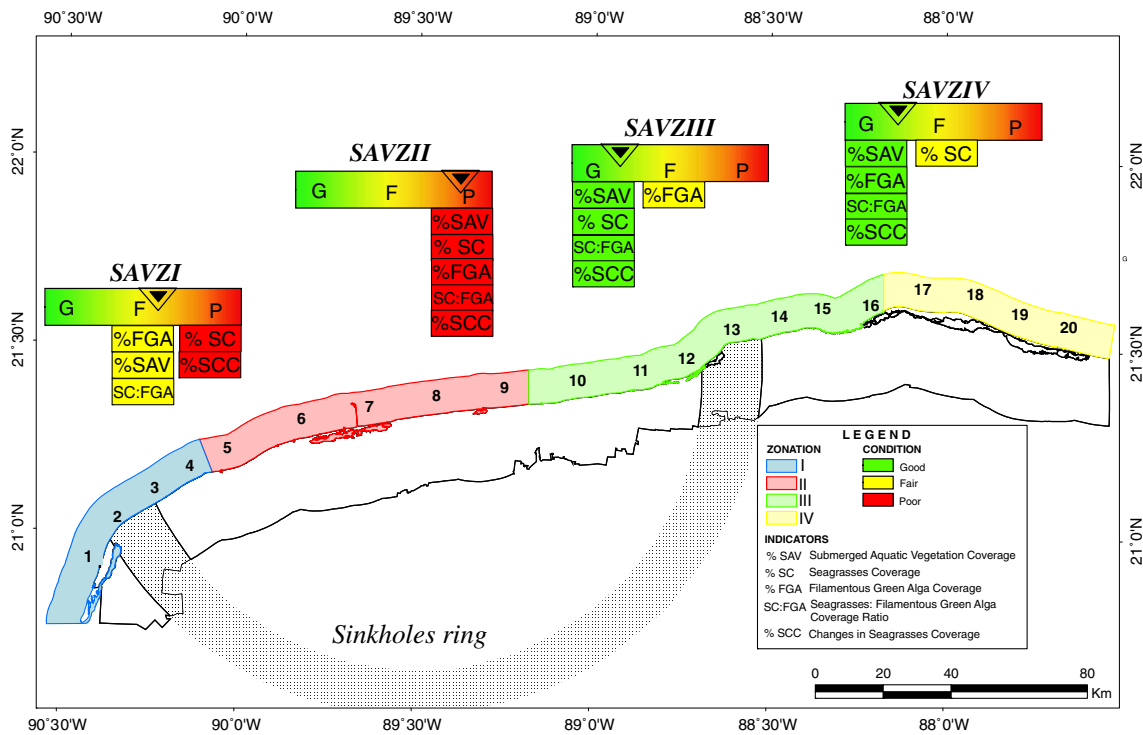 90°30'W 90°0'W 89°30'W 89°0'W 88°30'W 88°0'W
SAVZIV
G F P
%SAV % SC
%FGA
SC:FGA
%SCC
SAVZIII
G F P
%SAV %FGA
% SC
SC:FGA
%SCC
SAVZII
G F P
%SAV
% SC
%FGA
SC:FGA
%SCC
SAVZI
G F P
%FGA % SC
%SAV %SCC
SC:FGA
22°0'N
21°30'N
21°0'N
22°0'N
G
21°30'N
21°0'N
1 2 3 4 5 6 7 8 9 10 11 12 13 14 15 16 17 18 19 20
Sinkholes ring
LEGEND
ZONATION CONDITION
I Good
II Fair
III Poor
IV
INDICATORS
% SAV Submerged Aquatic Vegetation Coverage
% SC Seagrasses Coverage
% FGA Filamentous Green Alga Coverage
SC:FGA Seagrasses: Filamentous Green Alga
Coverage Ratio
% SCC Changes in Seagrasses Coverage
0 20 40 60 80
Km
90°30'W 90°0'W 89°30'W 89°0'W 88°30'W 88°0'W